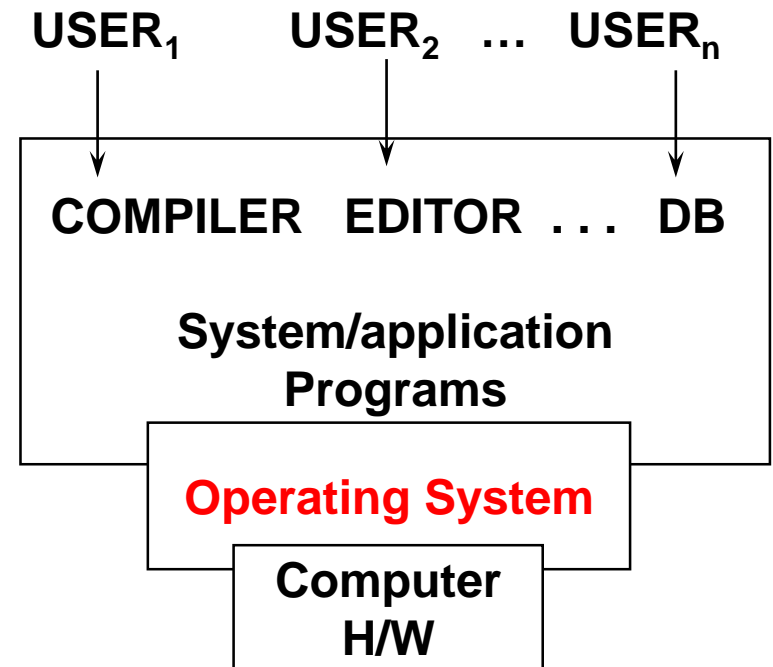 USER₁ USER₂ … USERₙ
COMPILER EDITOR . . . DB
System/application
Programs
Operating System
Computer
H/W